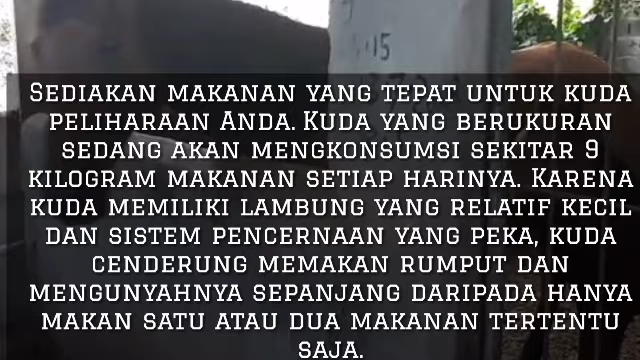 15
Sediakan makanan yang tepat untuk kuda
peliharaan Anda. Kuda yang berukuran
sedang akan mengkonsumsi sekitar 9
kilogram makanan setiap harinya. Karena
kuda memiliki lambung yang relatif kecil
dan sistem pencernaan yang peka, kuda
cenderung memakan rumput dan
mengunyahnya sepanjang daripada hanya
makan satu atau dua makanan tertentu
saja.